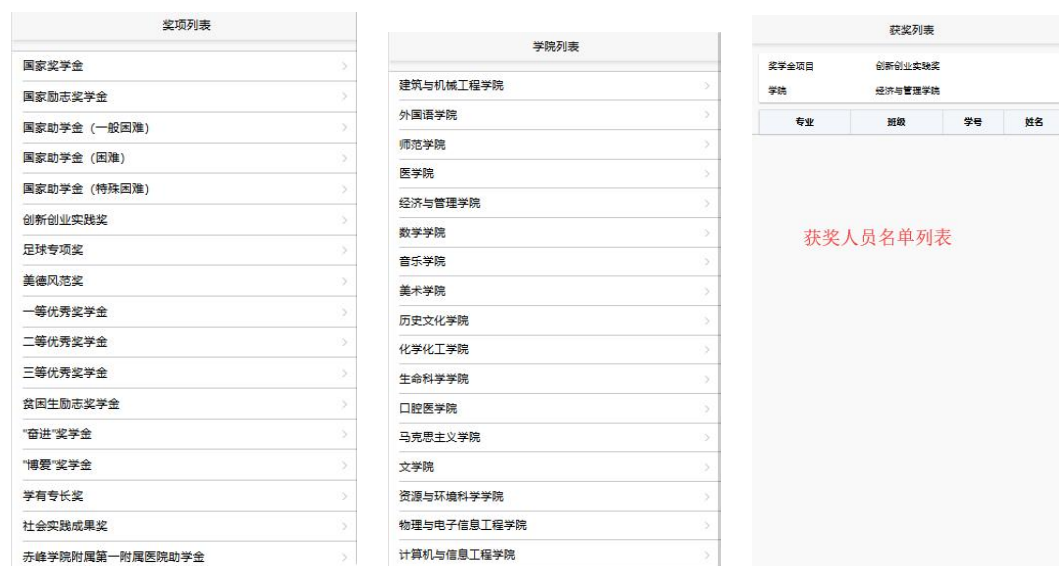 奖项列表
国家奖学金
国家励志奖学金
国家助学金（一般困难）
国家助学金（困难）
国家助学金（特殊困难）
创新创业实践奖
足球专项奖
美德风范奖
一等优秀奖学金
二等优秀奖学金
三等优秀奖学金
贫困生励志奖学金
"奋进"奖学金
"博爱"奖学金
学有专长奖
社会实践成果奖
赤峰学院附属第一附属医院助学金
学院列表
建筑与机械工程学院
外国语学院
师范学院
医学院
经济与管理学院
数学学院
音乐学院
美术学院
历史文化学院
化学化工学院
生命科学学院
口腔医学院
马克思主义学院
文学院
资源与环境科学学院
物理与电子信息工程学院
计算机与信息工程学院
获奖列表
奖学金项目 创新创业实践奖
学院 经济与管理学院
专业 班级 学号 姓名
获奖人员名单列表